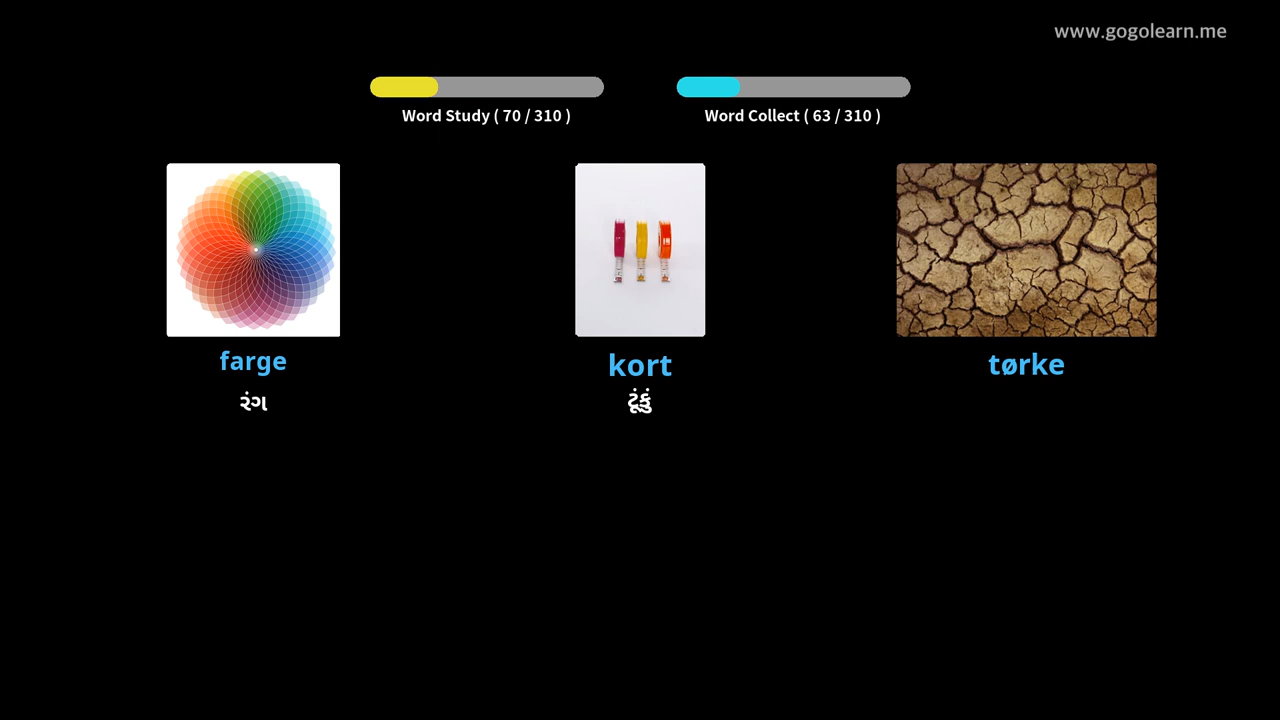 www.gogolearn.me
Word Study ( 70 / 310 )
Word Collect ( 63 / 310 )
farge
kort
tørke
રંગ
ટૂંકું